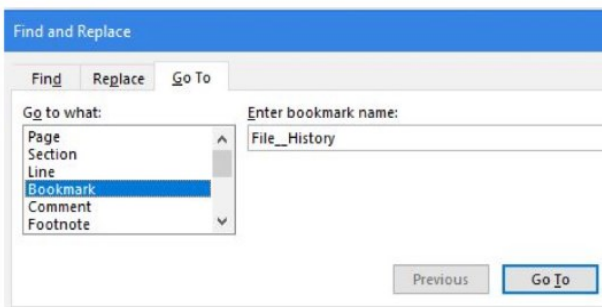 Find and Replace
Find Replace Go To
Go to what:
Enter bookmark name:
Page
Section
Line
Bookmark
Comment
Footnote
File__History
Previous Go To